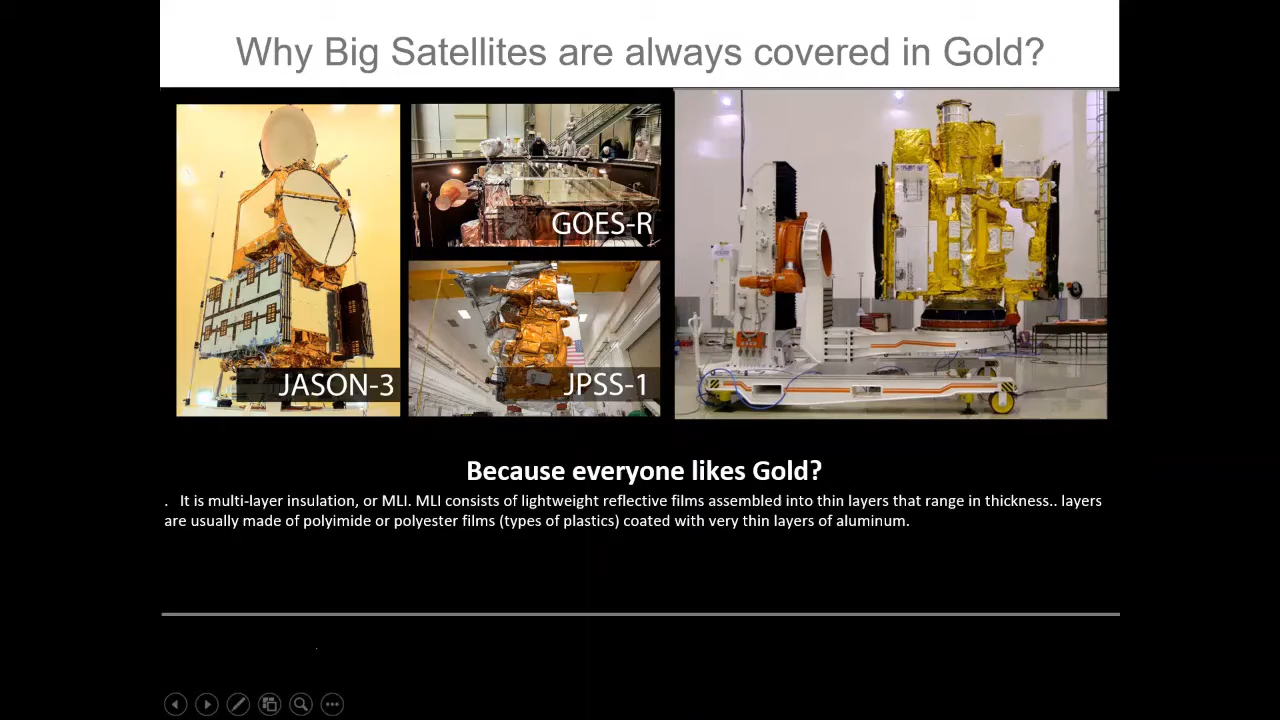 Why Big Satellites are always covered in Gold?
JASON-3
GOES-R
JPSS-1
Because everyone likes Gold?
. It is multi-layer insulation, or MLI. MLI consists of lightweight reflective films assembled into thin layers that range in thickness.. layers
are usually made of polyimide or polyester films (types of plastics) coated with very thin layers of aluminum.